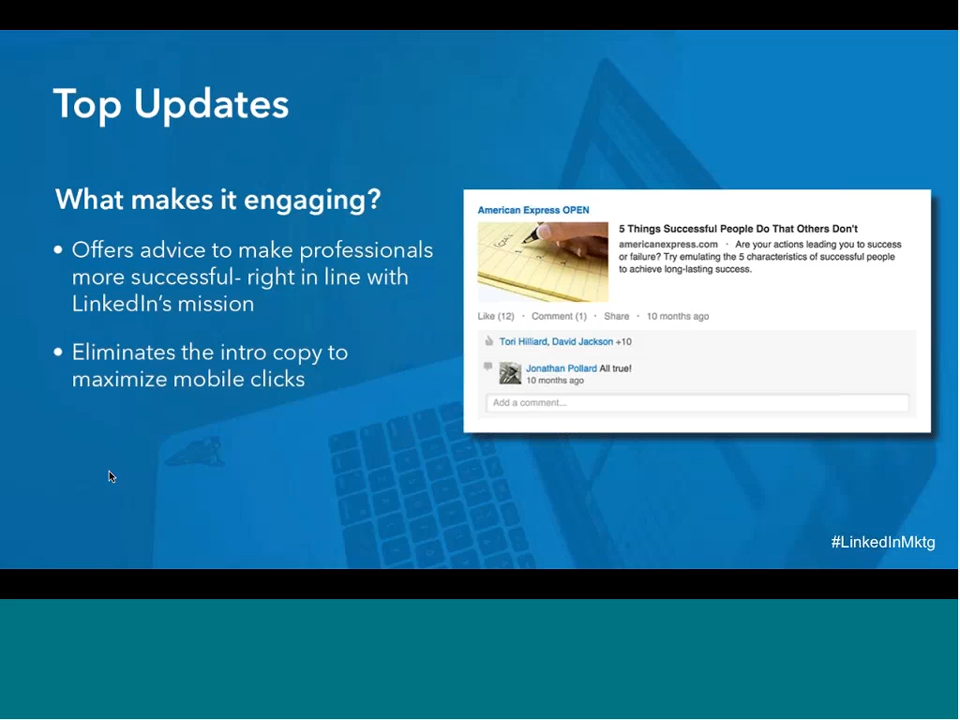 Top Updates
What makes it engaging?
• Offers advice to make professionals
more successful- right in line with
LinkedIn's mission
• Eliminates the intro copy to
maximize mobile clicks
American Express OPEN
5 Things Successful People Do That Others Don't
americanexpress.com · Are your actions leading you to success
or failure? Try emulating the 5 characteristics of successful people
to achieve long-lasting success.
Like (12) · Comment (1) · Share · 10 months ago
Tori Hilliard, David Jackson +10
Jonathan Pollard All true!
10 months ago
Add a comment...
#LinkedInMktg